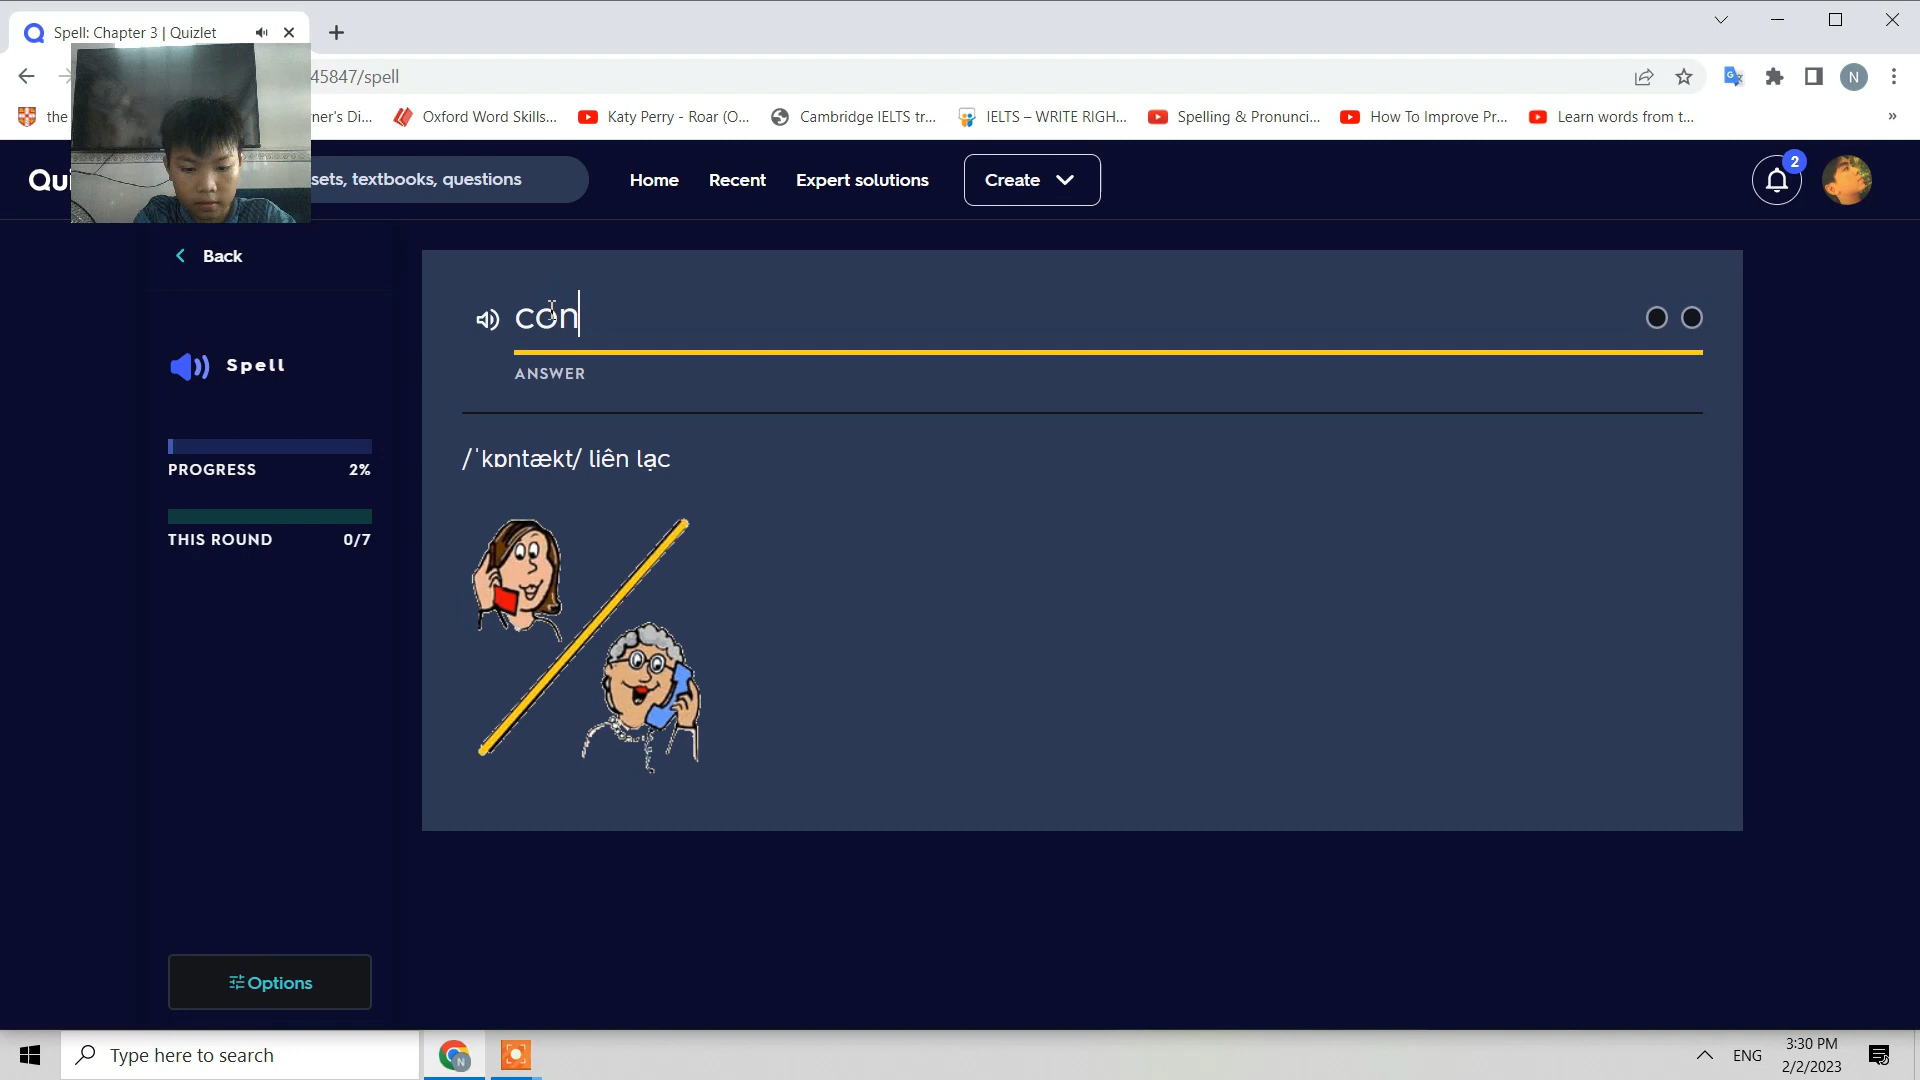 Spell: Chapter 3 | Quizlet
45847/spell
N
the
ner's Di...
Oxford Word Skills...
Katy Perry - Roar (O...
Cambridge IELTS tr...
IELTS – WRITE RIGH...
Spelling & Pronunci...
How To Improve Pr...
Learn words from t...
»
Qui
sets, textbooks, questions
Home
Recent
Expert solutions
Create
2
Back
con
ANSWER
Spell
/ˈkɒntækt/ liên lạc
PROGRESS 2%
THIS ROUND 0/7
Options
Type here to search
N
ENG
3:30 PM
2/2/2023